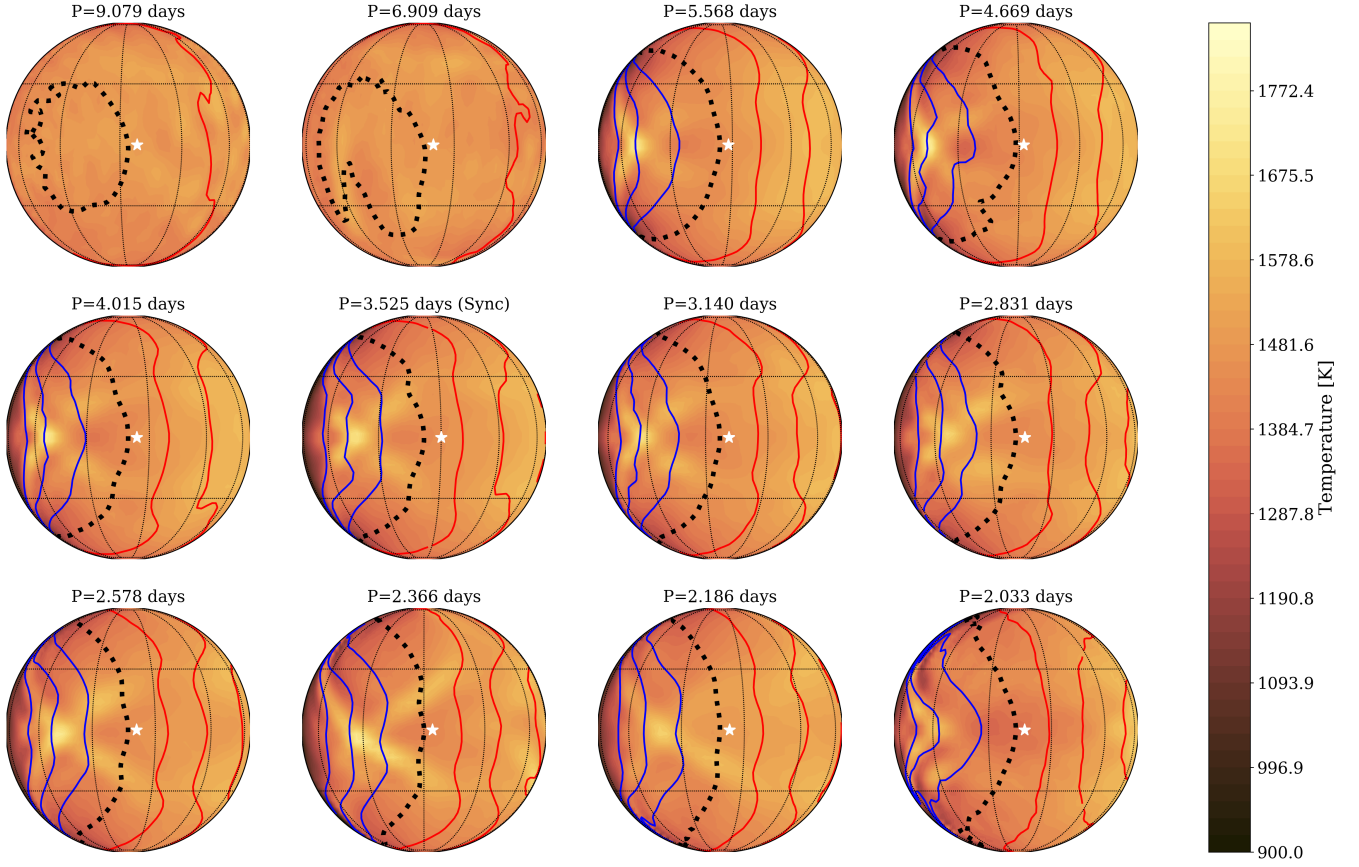 P=9.079 days
P=6.909 days
P=5.568 days
P=4.669 days
P=4.015 days
P=3.525 days (Sync)
P=3.140 days
P=2.831 days
P=2.578 days
P=2.366 days
P=2.186 days
P=2.033 days
1772.4
1675.5
1578.6
1481.6
1384.7
1287.8
1190.8
1093.9
996.9
900.0
Temperature [K]